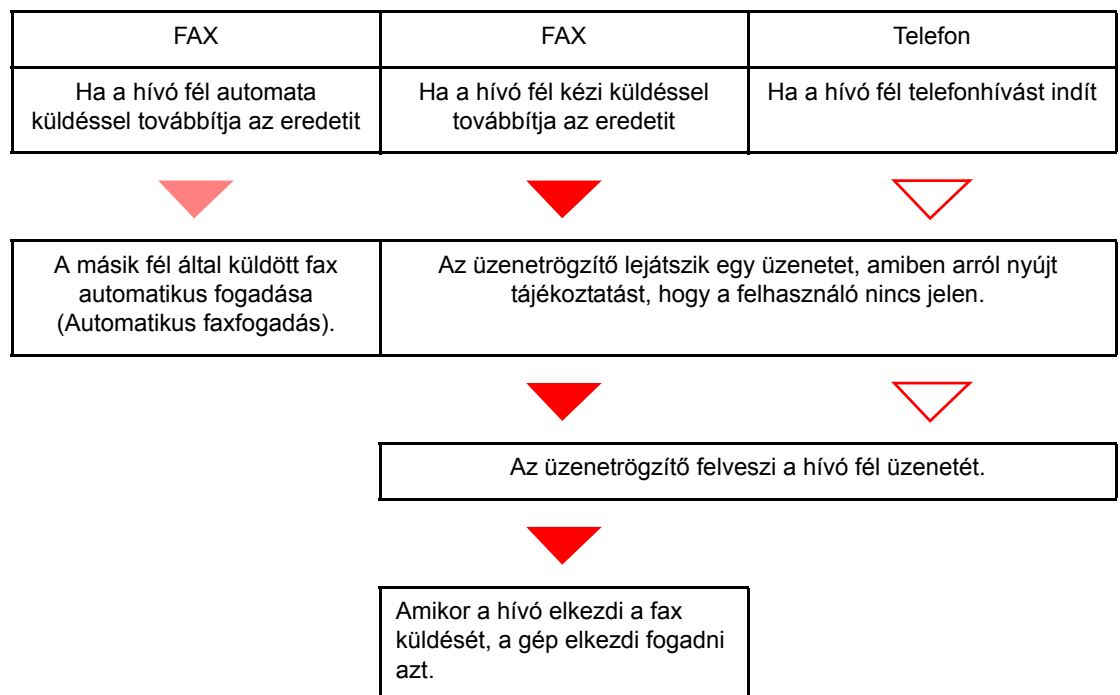 FAX
FAX
Telefon
Ha a hívó fél automata
küldéssel továbbítja az eredetit
Ha a hívó fél kézi küldéssel
továbbítja az eredetit
Ha a hívó fél telefonhívást indít
A másik fél által küldött fax
automatikus fogadása
(Automatikus faxfogadás).
Az üzenetrögzítő lejátszik egy üzenetet, amiben arról nyújt
tájékoztatást, hogy a felhasználó nincs jelen.
Az üzenetrögzítő felveszi a hívó fél üzenetét.
Amikor a hívó elkezdi a fax
küldését, a gép elkezdi fogadni
azt.